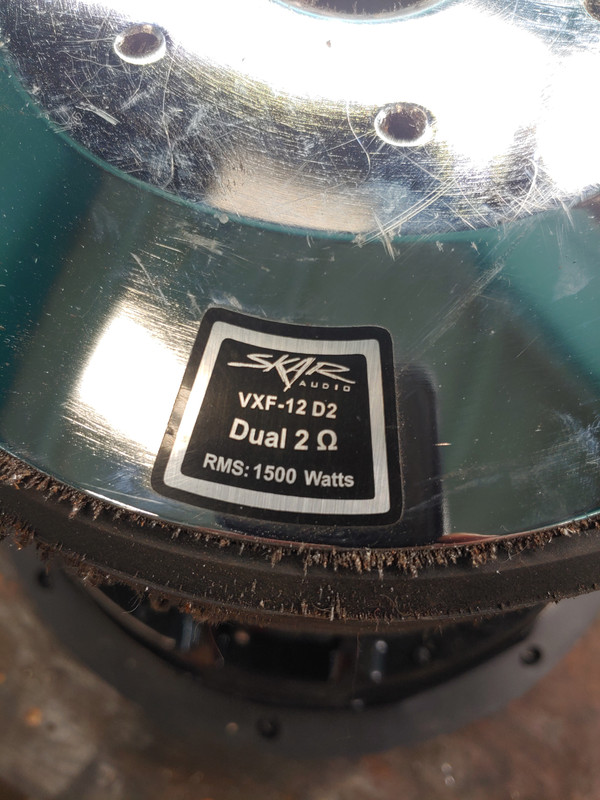 SKAR
AUDIO
VXF-12 D2
Dual 2 Ω
RMS: 1500 Watts